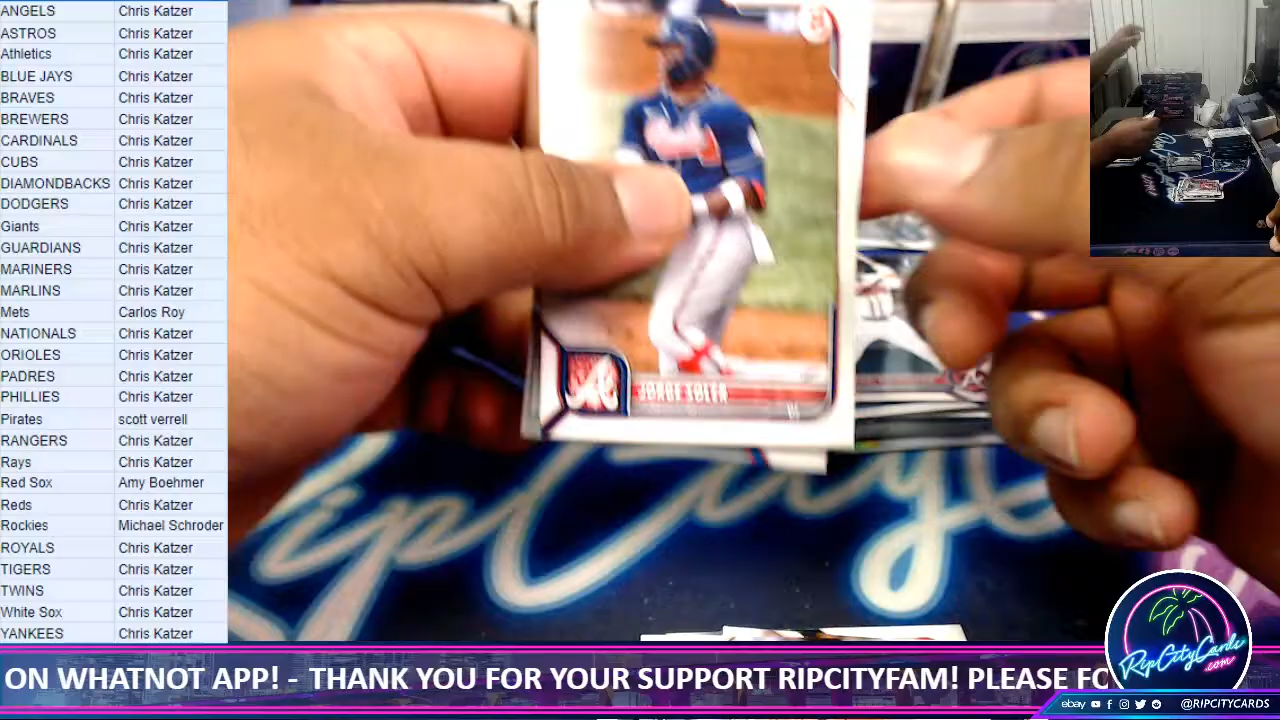 ANGELS Chris Katzer
ASTROS Chris Katzer
Athletics Chris Katzer
BLUE JAYS Chris Katzer
BRAVES Chris Katzer
BREWERS Chris Katzer
CARDINALS Chris Katzer
CUBS Chris Katzer
DIAMONDBACKS Chris Katzer
DODGERS Chris Katzer
Giants Chris Katzer
GUARDIANS Chris Katzer
MARINERS Chris Katzer
MARLINS Chris Katzer
Mets Carlos Roy
NATIONALS Chris Katzer
ORIOLES Chris Katzer
PADRES Chris Katzer
PHILLIES Chris Katzer
Pirates scott verrell
RANGERS Chris Katzer
Rays Chris Katzer
Red Sox Amy Boehmer
Reds Chris Katzer
Rockies Michael Schroder
ROYALS Chris Katzer
TIGERS Chris Katzer
TWINS Chris Katzer
White Sox Chris Katzer
YANKEES Chris Katzer
JORGE SOLER
RipCity
ON WHATNOT APP! - THANK YOU FOR YOUR SUPPORT RIPCITYFAM! PLEASE FO
RipCityCards
.com
ebay @RIPCITYCARDS